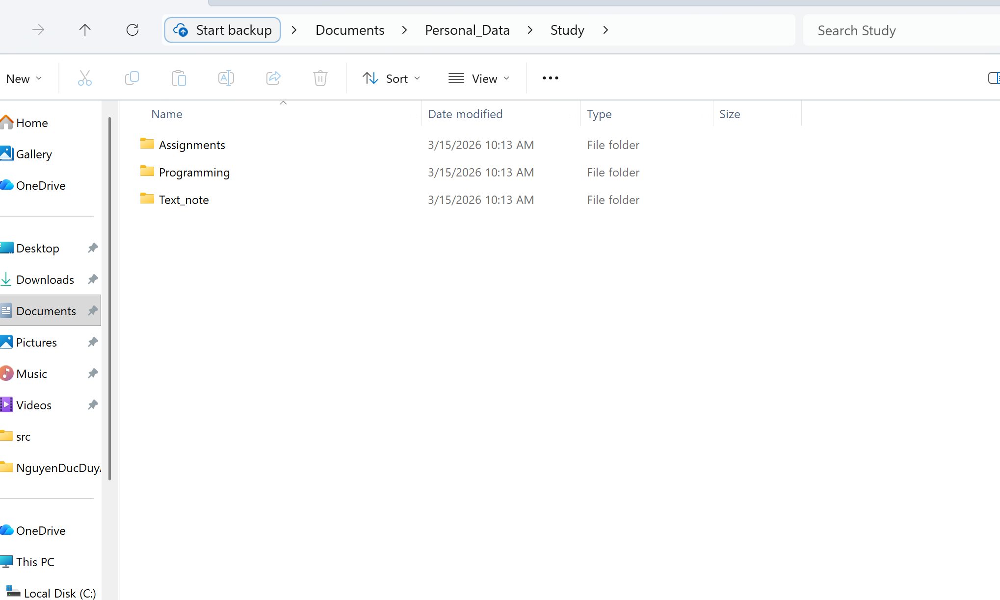 Start backup > Documents > Personal_Data > Study >
Search Study
New
Sort
View
Name
Date modified
Type
Size
Assignments 3/15/2026 10:13 AM File folder
Programming 3/15/2026 10:13 AM File folder
Text_note 3/15/2026 10:13 AM File folder
Home
Gallery
OneDrive
Desktop
Downloads
Documents
Pictures
Music
Videos
src
NguyenDucDuy
OneDrive
This PC
Local Disk (C:)